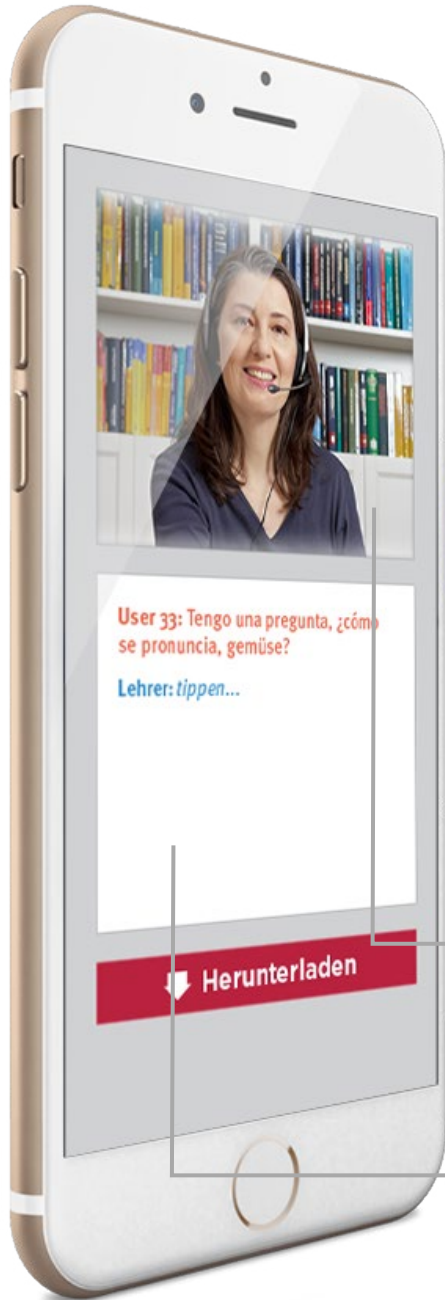 User 33: Tengo una pregunta, ¿cómo
se pronuncia, gemüse?
Lehrer: tippen...
Herunterladen